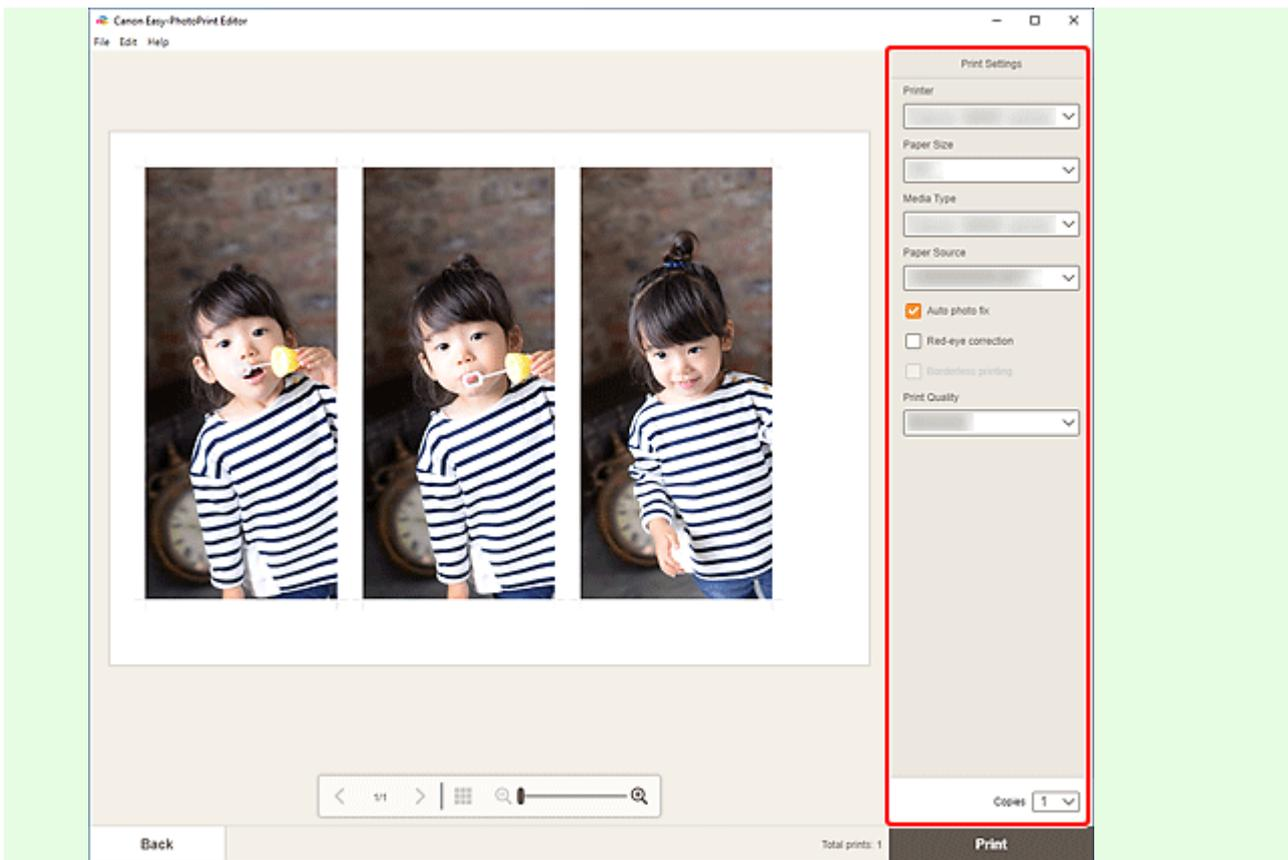 Canon Easy-PhotoPrint Editor
File Edit Help
Print Settings
Printer
Paper Size
Media Type
Paper Source
Auto photo fix
Red-eye correction
Borderless printing
Print Quality
1/1
Copies 1
Back
Total prints: 1
Print